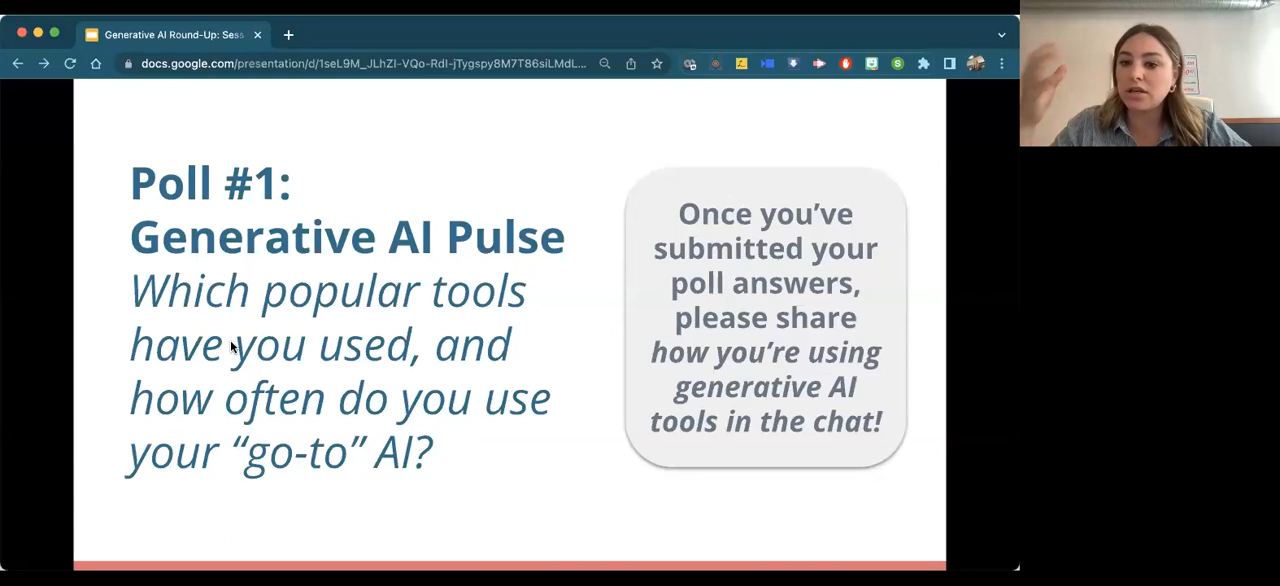 Generative AI Round-Up: Sess
docs.google.com/presentation/d/1seL9M_JLhZI-VQo-RdI-jTygspy8M7T86siLMdL...
Poll #1:
Generative AI Pulse
Which popular tools
have you used, and
how often do you use
your “go-to” AI?
Once you’ve
submitted your
poll answers,
please share
how you’re using
generative AI
tools in the chat!